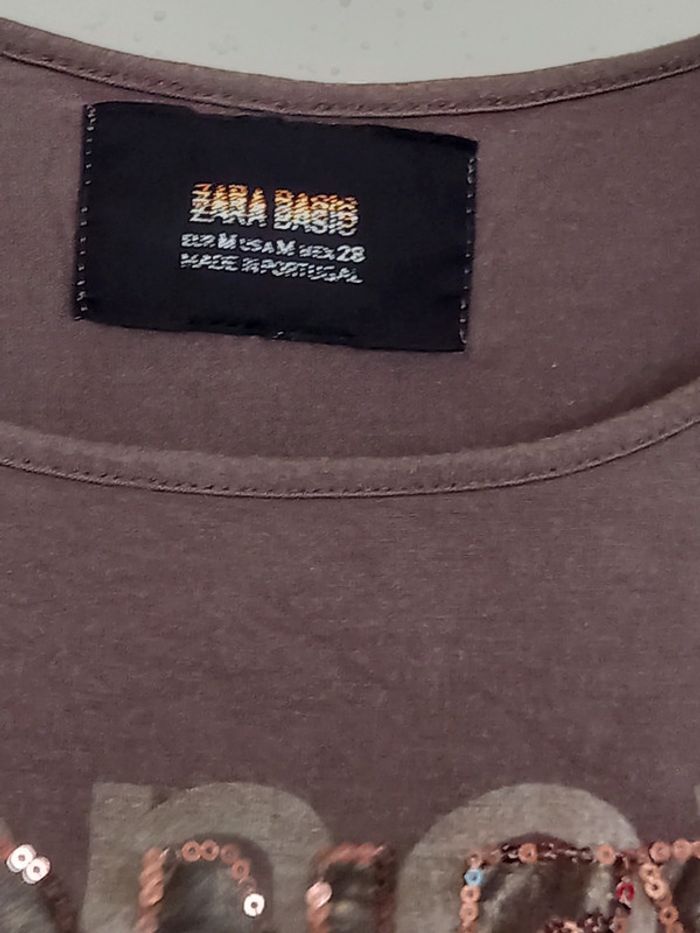 ZARA BASIC
EUR M USA M MEX 28
MADE IN PORTUGAL